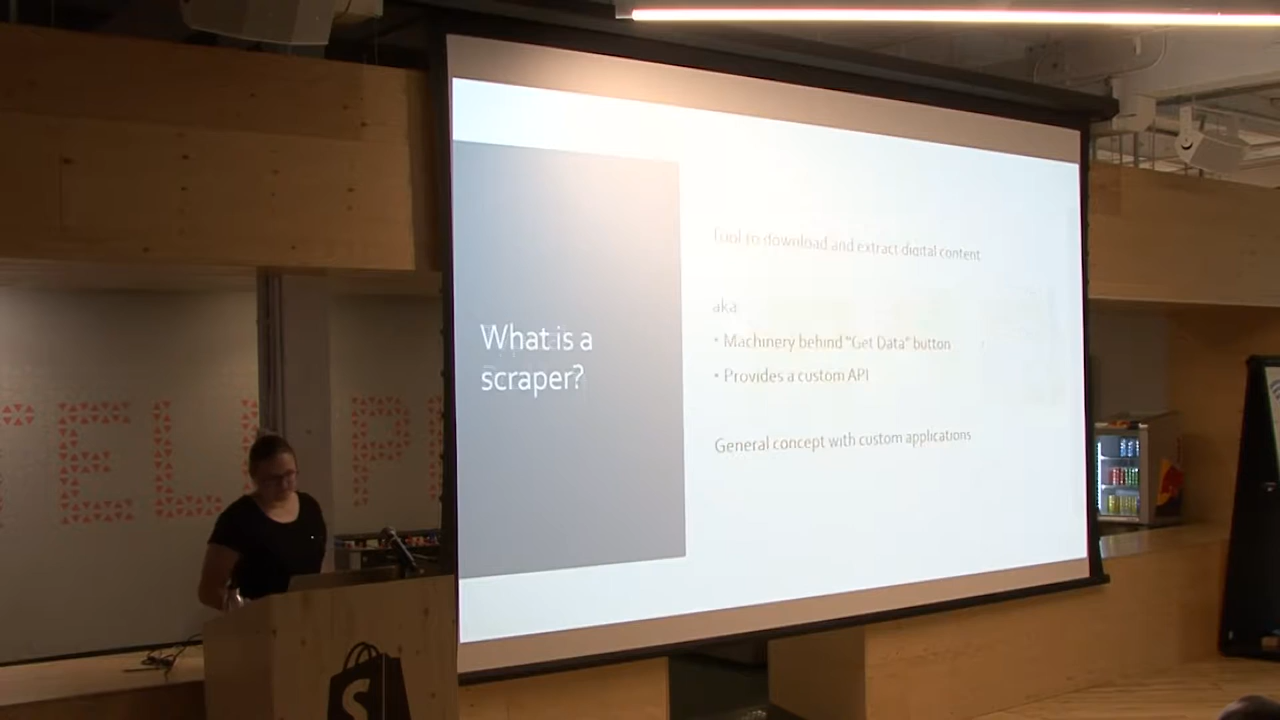 What is a
scraper?
Tool to download and extract digital content
aka
• Machinery behind "Get Data" button
• Provides a custom API
General concept with custom applications
TEL
P
S